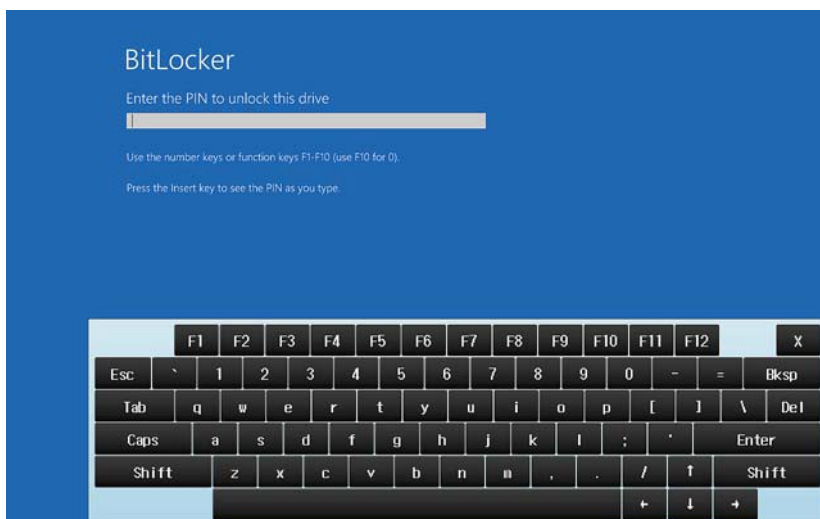 BitLocker
Enter the PIN to unlock this drive
Use the number keys or function keys F1-F10 (use F10 for 0).
Press the Insert key to see the PIN as you type.
F1 F2 F3 F4 F5 F6 F7 F8 F9 F10 F11 F12 X
Esc ` 1 2 3 4 5 6 7 8 9 0 - = Bksp
Tab q w e r t y u i o p [ ] \ Del
Caps a s d f g h j k l ; ' Enter
Shift z x c v b n m , . / ↑ Shift
← ↓ →